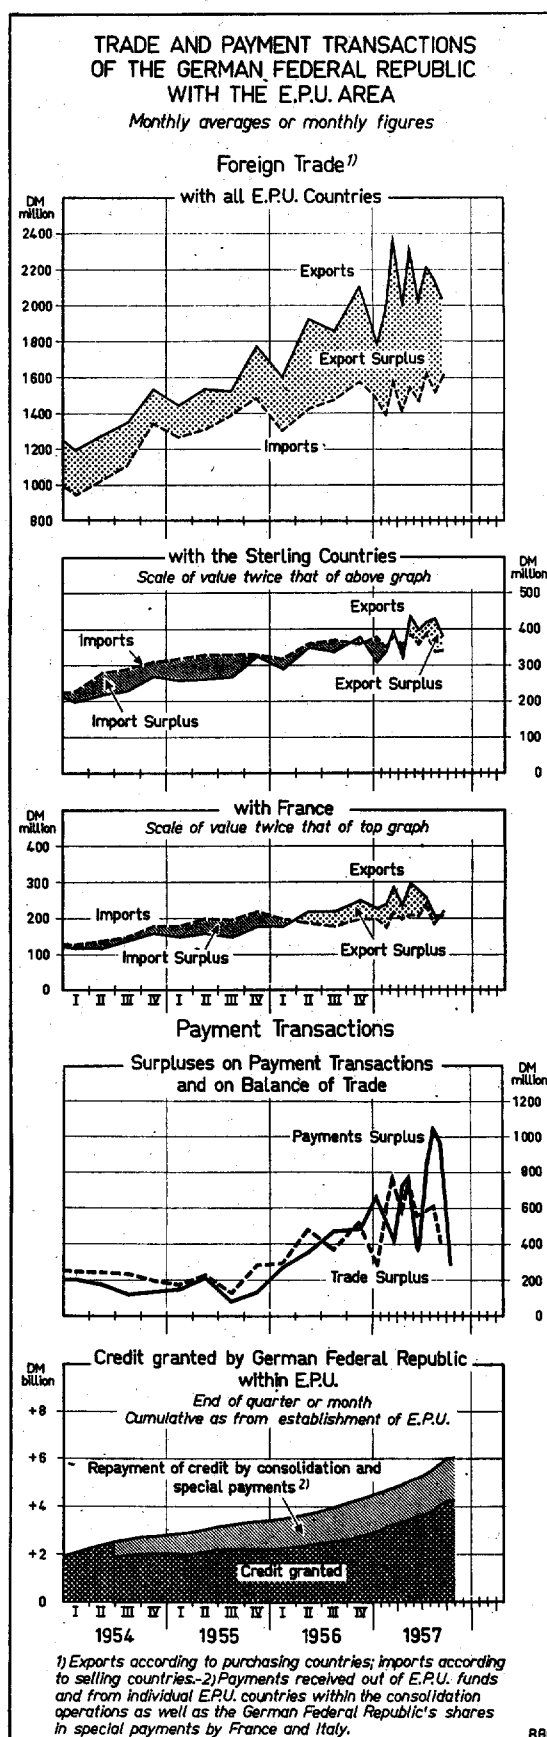 TRADE AND PAYMENT TRANSACTIONS
OF THE GERMAN FEDERAL REPUBLIC
WITH THE E.P.U. AREA
Monthly averages or monthly figures
Foreign Trade¹⁾
DM
million
with all E.P.U. Countries
2400
2200
2000
1800
1600
1400
1200
1000
800
Exports
Export Surplus
Imports
with the Sterling Countries
Scale of value twice that of above graph
DM
million
500
400
300
200
100
0
Exports
Imports
Import Surplus
Export Surplus
DM
million
with France
Scale of value twice that of top graph
400
300
200
100
0
Exports
Imports
Import Surplus
Export Surplus
I II III IV I II III IV I II III IV
Payment Transactions
Surpluses on Payment Transactions
and on Balance of Trade
DM
million
1200
1000
800
600
400
200
0
Payments Surplus
Trade Surplus
DM
billion
Credit granted by German Federal Republic
within E.P.U.
End of quarter or month
Cumulative as from establishment of E.P.U.
+8
+6
+4
+2
0
Repayment of credit by consolidation and
special payments²⁾
Credit granted
I II III IV I II III IV I II III IV
1954 1955 1956 1957
1) Exports according to purchasing countries; imports according
to selling countries.-2) Payments received out of E.P.U. funds
and from individual E.P.U. countries within the consolidation
operations as well as the German Federal Republic's shares
in special payments by France and Italy.